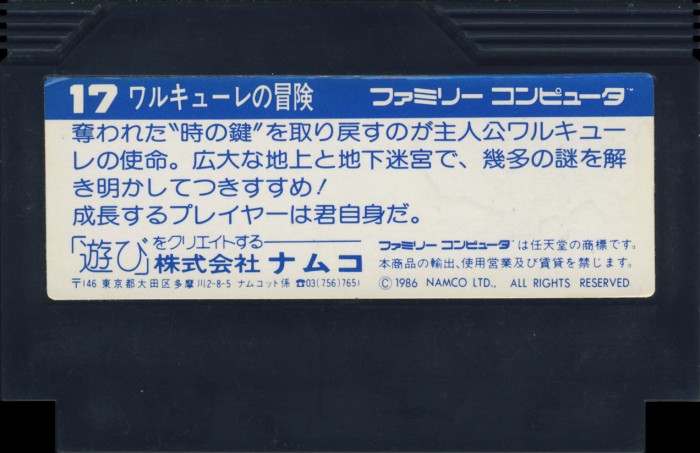 17 ワルキューレの冒険 ファミリー コンピュータ™
奪われた"時の鍵"を取り戻すのが主人公ワルキュー
レの使命。広大な地上と地下迷宮で、幾多の謎を解
き明かしてつきすすめ!
成長するプレイヤーは君自身だ。
「遊び」をクリエイトする――
株式会社 ナムコ
〒146 東京都大田区多摩川2-8-5 ナムコット係 ☎03(756)7651
ファミリー コンピュータ™は任天堂の商標です。
本商品の輸出、使用営業及び賃貸を禁じます。
Ⓒ1986 NAMCO LTD., ALL RIGHTS RESERVED